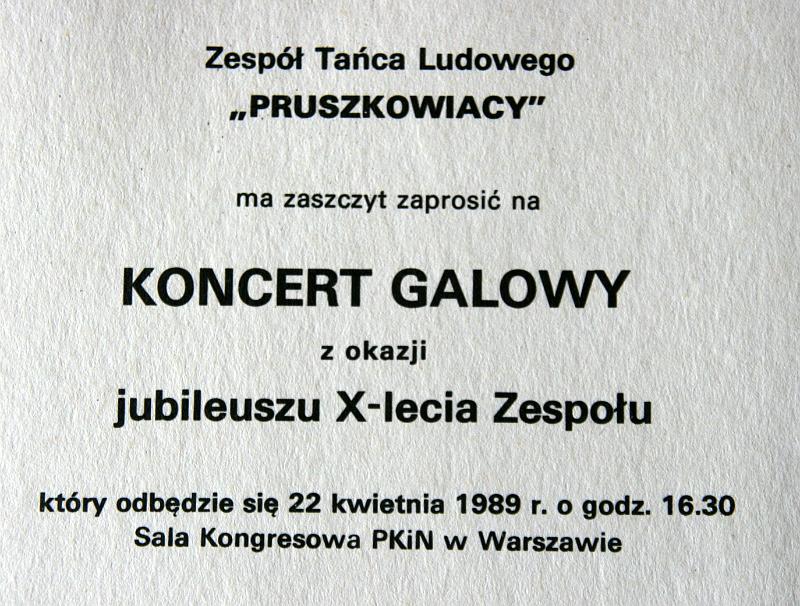 Zespół Tańca Ludowego
„PRUSZKOWIACY”
ma zaszczyt zaprosić na
KONCERT GALOWY
z okazji
jubileuszu X-lecia Zespołu
który odbędzie się 22 kwietnia 1989 r. o godz. 16.30
Sala Kongresowa PKiN w Warszawie